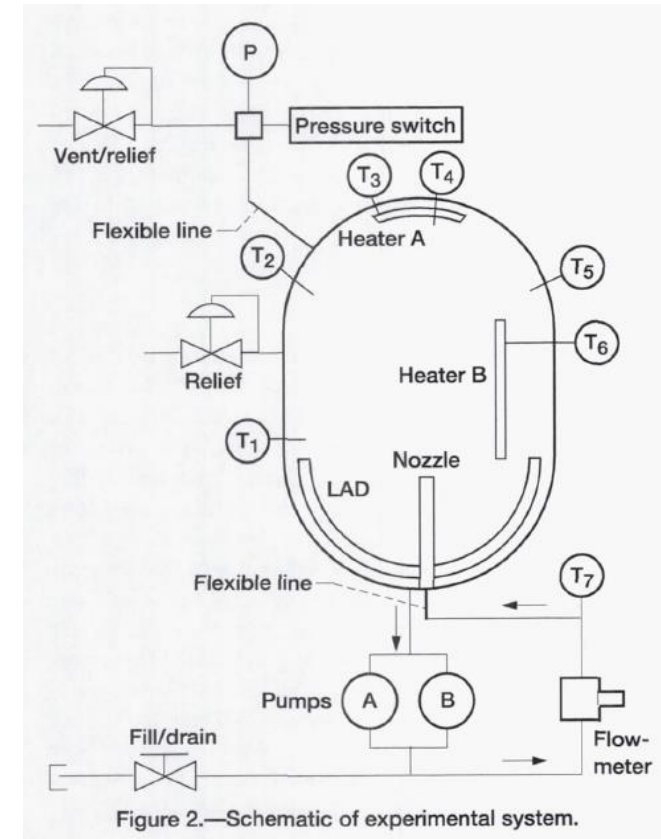 P
Pressure switch
Vent/relief
T3
T4
Flexible line
Heater A
T2
T5
Relief
Heater B
T6
T1
Nozzle
LAD
Flexible line
T7
Pumps
A
B
Fill/drain
Flow-
meter
Figure 2.—Schematic of experimental system.